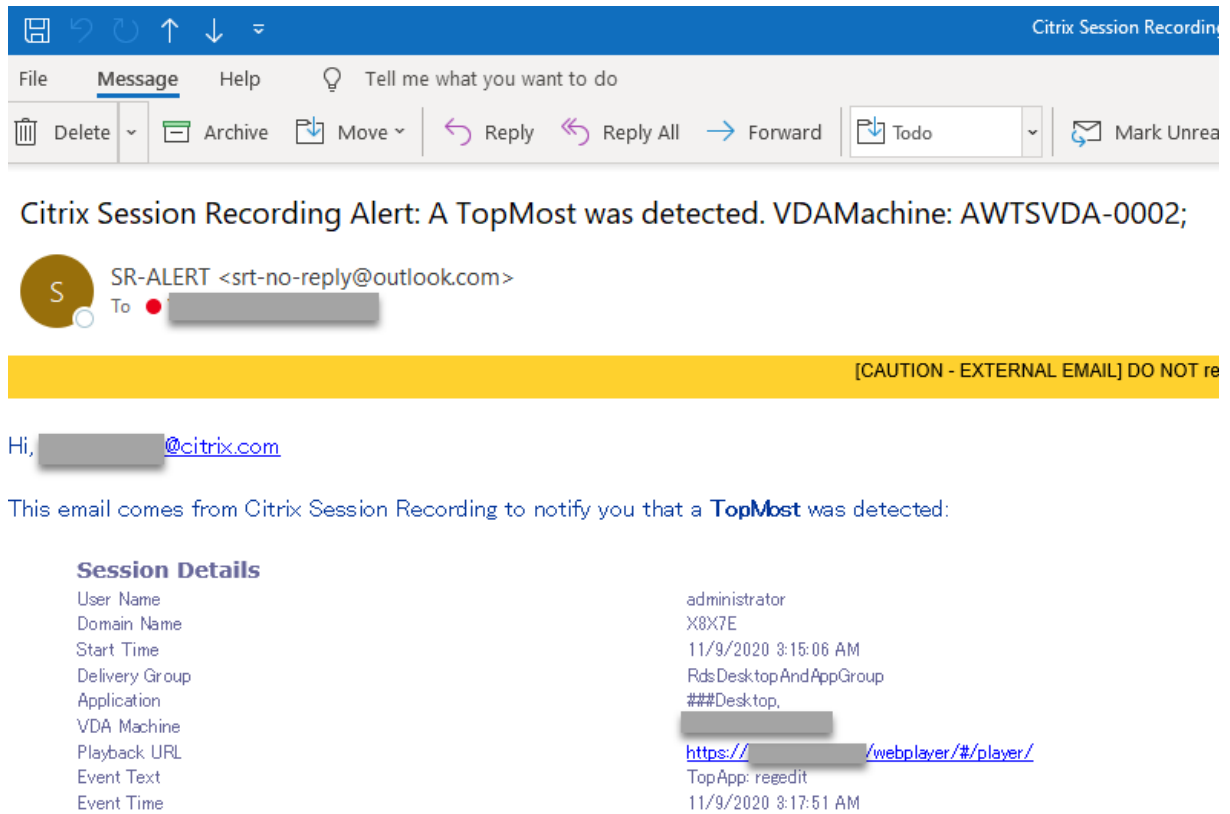 Citrix Session Recording
File Message Help Tell me what you want to do
Delete Archive Move Reply Reply All Forward Todo Mark Unrea
Citrix Session Recording Alert: A TopMost was detected. VDAMachine: AWTSVDA-0002;
S
SR-ALERT <srt-no-reply@outlook.com>
To
[CAUTION - EXTERNAL EMAIL] DO NOT re
Hi, @citrix.com
This email comes from Citrix Session Recording to notify you that a TopMost was detected:
Session Details
User Name administrator
Domain Name X8X7E
Start Time 11/9/2020 3:15:06 AM
Delivery Group RdsDesktopAndAppGroup
Application ###Desktop,
VDA Machine
Playback URL https:// /webplayer/#/player/
Event Text TopApp: regedit
Event Time 11/9/2020 3:17:51 AM